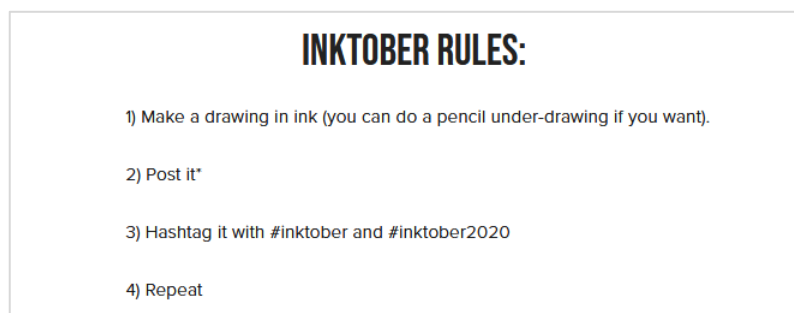 INKTOBER RULES:
1) Make a drawing in ink (you can do a pencil under-drawing if you want).
2) Post it*
3) Hashtag it with #inktober and #inktober2020
4) Repeat